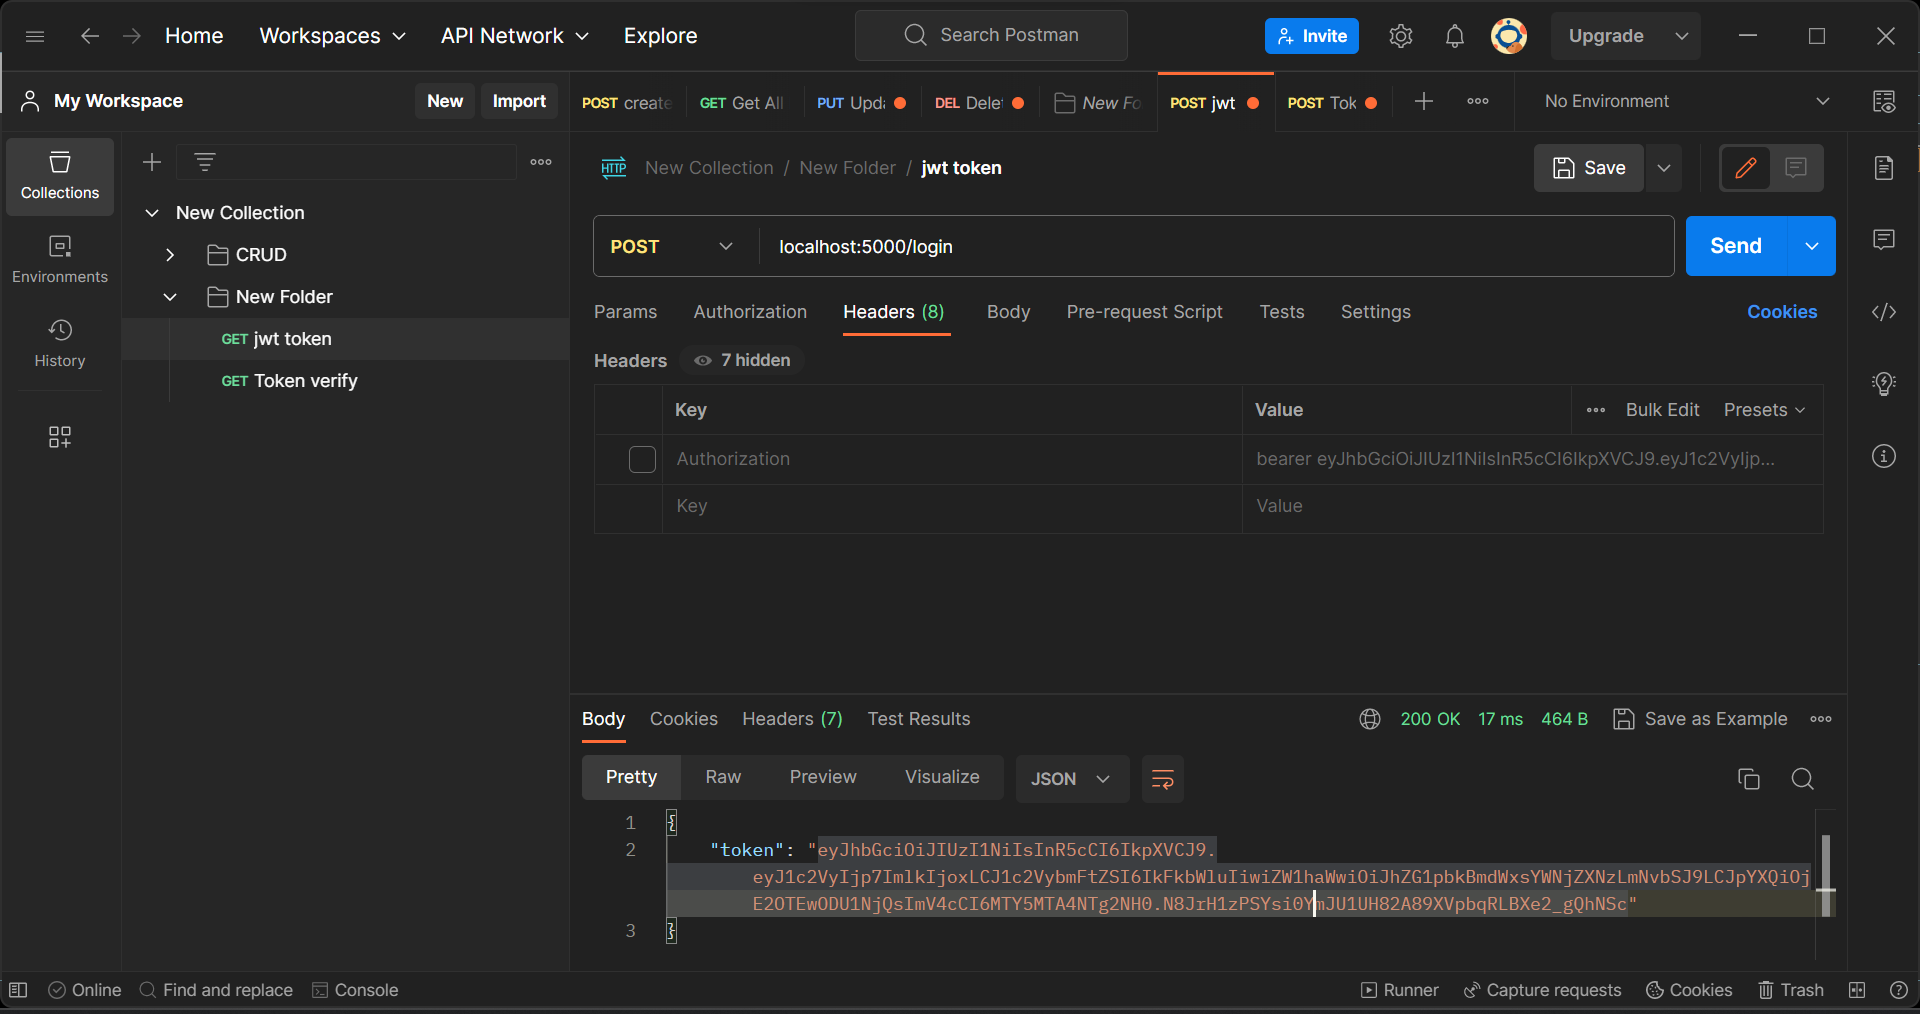 Home Workspaces API Network Explore Search Postman Invite Upgrade
My Workspace New Import
POST create GET Get All PUT Upda DEL Delet New Fo POST jwt POST Tok No Environment
Collections
Environments
History
New Collection
CRUD
New Folder
GET jwt token
GET Token verify
HTTP New Collection / New Folder / jwt token Save
POST localhost:5000/login Send
Params Authorization Headers (8) Body Pre-request Script Tests Settings Cookies
Headers 7 hidden
Key Value Bulk Edit Presets
Authorization bearer eyJhbGciOiJIUzI1NiIsInR5cCI6IkpXVCJ9.eyJ1c2VyIjp...
Key Value
Body Cookies Headers (7) Test Results 200 OK 17 ms 464 B Save as Example
Pretty Raw Preview Visualize JSON
1 {
2 "token": "eyJhbGciOiJIUzI1NiIsInR5cCI6IkpXVCJ9.
eyJ1c2VyIjp7ImlkIjoxLCJ1c2VybmFtZSI6IkFkbWluIiwiZW1haWwiOiJhZG1pbkBmdWxsYWNjZXNzLmNvbSJ9LCJpYXQiOj
E2OTEwODU1NjQsImV4cCI6MTY5MTA4NTg2NH0.N8JrH1zPSYsi0YmJU1UH82A89XVpbqRLBXe2_gQhNSc"
3 }
Online Find and replace Console Runner Capture requests Cookies Trash